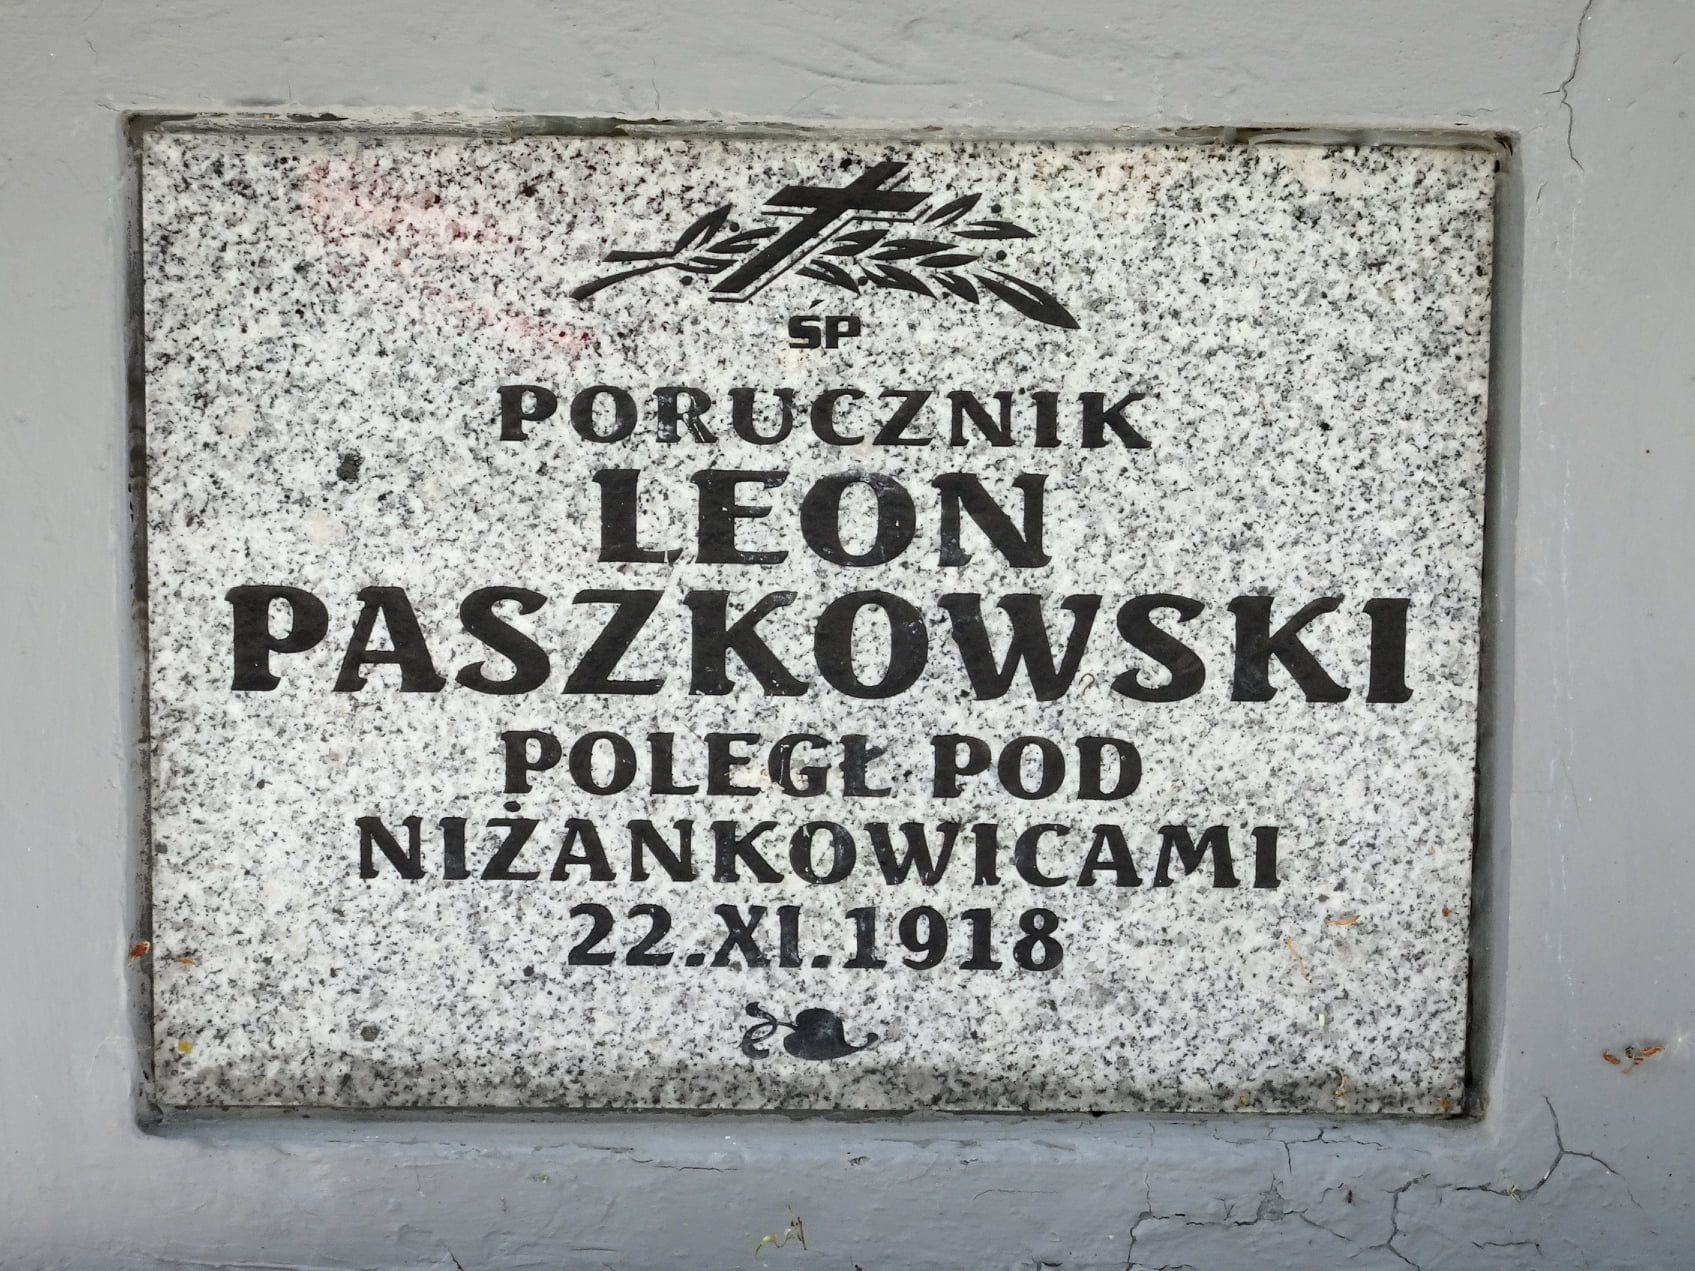 ŚP
PORUCZNIK
LEON
PASZKOWSKI
POLEGŁ POD
NIŻANKOWICAMI
22.XI.1918